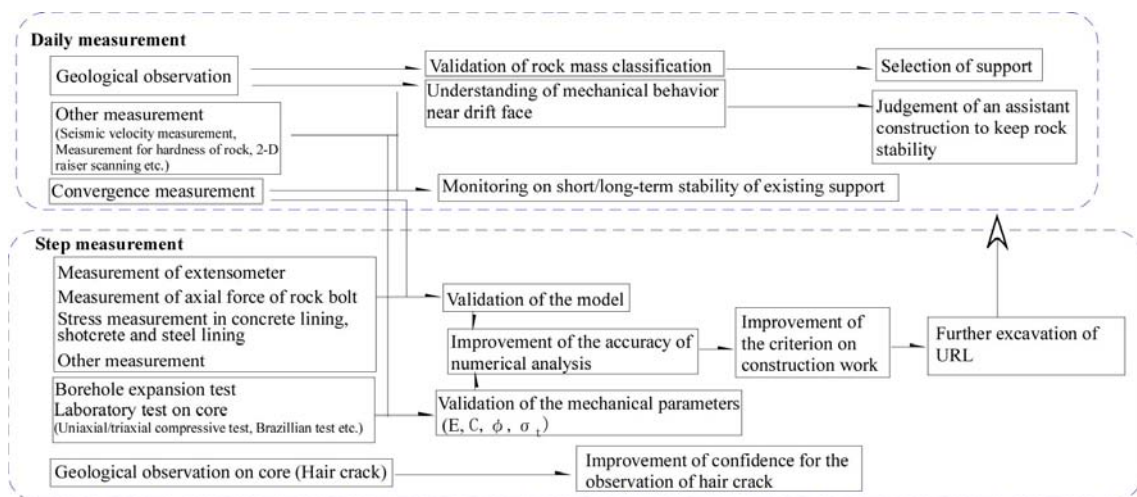 Daily measurement
Geological observation
Validation of rock mass classification
Selection of support
Understanding of mechanical behavior
near drift face
Other measurement
(Seismic velocity measurement,
Measurement for hardness of rock, 2-D
raiser scanning etc.)
Judgement of an assistant
construction to keep rock
stability
Convergence measurement
Monitoring on short/long-term stability of existing support
Step measurement
Measurement of extensometer
Measurement of axial force of rock bolt
Stress measurement in concrete lining,
shotcrete and steel lining
Other measurement
Validation of the model
Improvement of the accuracy of
numerical analysis
Improvement of
the criterion on
construction work
Further excavation of
URL
Borehole expansion test
Laboratory test on core
(Uniaxial/triaxial compressive test, Brazillian test etc.)
Validation of the mechanical parameters
(E, C, ϕ, σt)
Geological observation on core (Hair crack)
Improvement of confidence for the
observation of hair crack